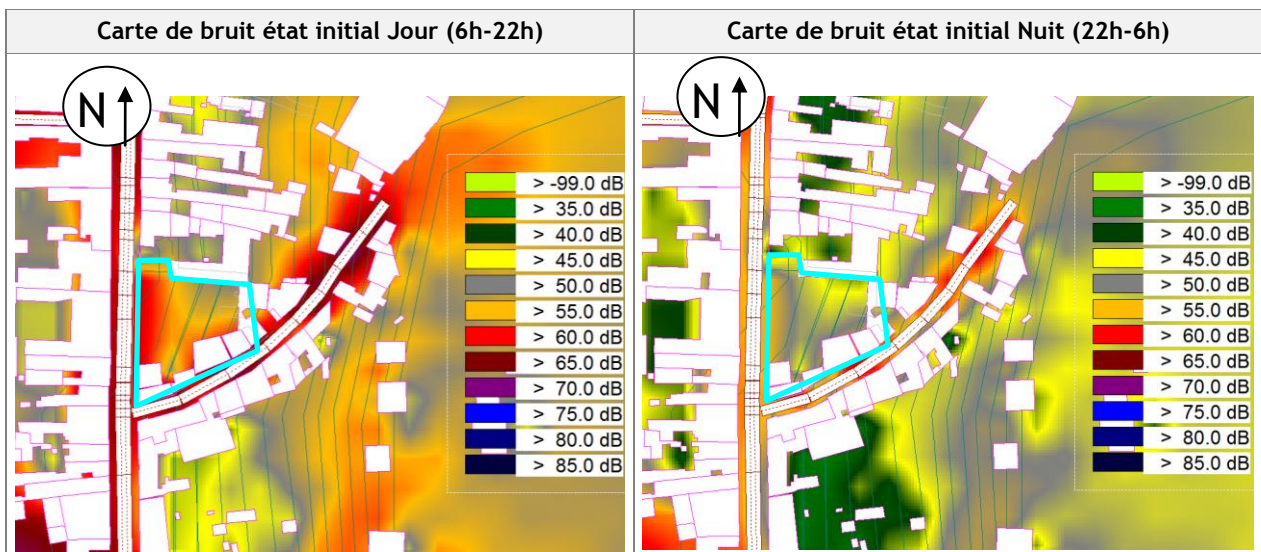 Carte de bruit état initial Jour (6h-22h)
Carte de bruit état initial Nuit (22h-6h)
N
> -99.0 dB
> 35.0 dB
> 40.0 dB
> 45.0 dB
> 50.0 dB
> 55.0 dB
> 60.0 dB
> 65.0 dB
> 70.0 dB
> 75.0 dB
> 80.0 dB
> 85.0 dB
N
> -99.0 dB
> 35.0 dB
> 40.0 dB
> 45.0 dB
> 50.0 dB
> 55.0 dB
> 60.0 dB
> 65.0 dB
> 70.0 dB
> 75.0 dB
> 80.0 dB
> 85.0 dB